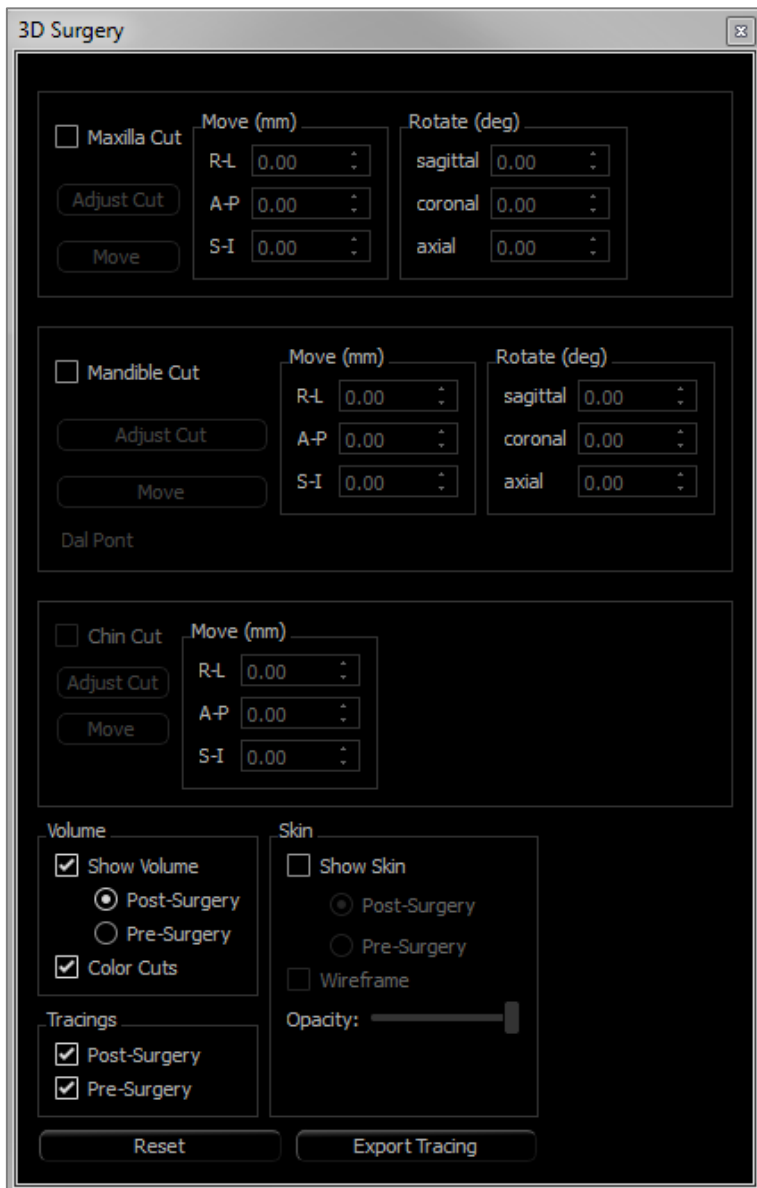 3D Surgery
Maxilla Cut
Adjust Cut
Move
Move (mm)
R-L 0.00
A-P 0.00
S-I 0.00
Rotate (deg)
sagittal 0.00
coronal 0.00
axial 0.00
Mandible Cut
Adjust Cut
Move
Dal Pont
Move (mm)
R-L 0.00
A-P 0.00
S-I 0.00
Rotate (deg)
sagittal 0.00
coronal 0.00
axial 0.00
Chin Cut
Adjust Cut
Move
Move (mm)
R-L 0.00
A-P 0.00
S-I 0.00
Volume
Show Volume
Post-Surgery
Pre-Surgery
Color Cuts
Tracings
Post-Surgery
Pre-Surgery
Skin
Show Skin
Post-Surgery
Pre-Surgery
Wireframe
Opacity:
Reset
Export Tracing